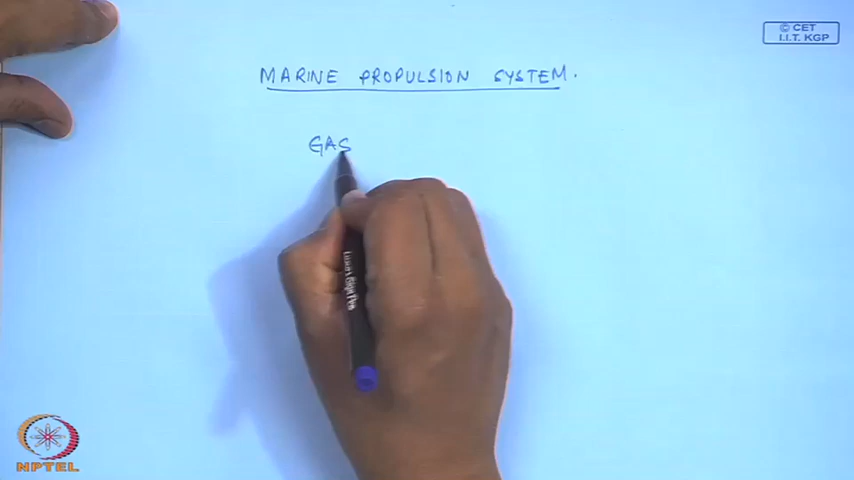 © CET
I.I.T. KGP
MARINE PROPULSION SYSTEM.
GAS
NPTEL